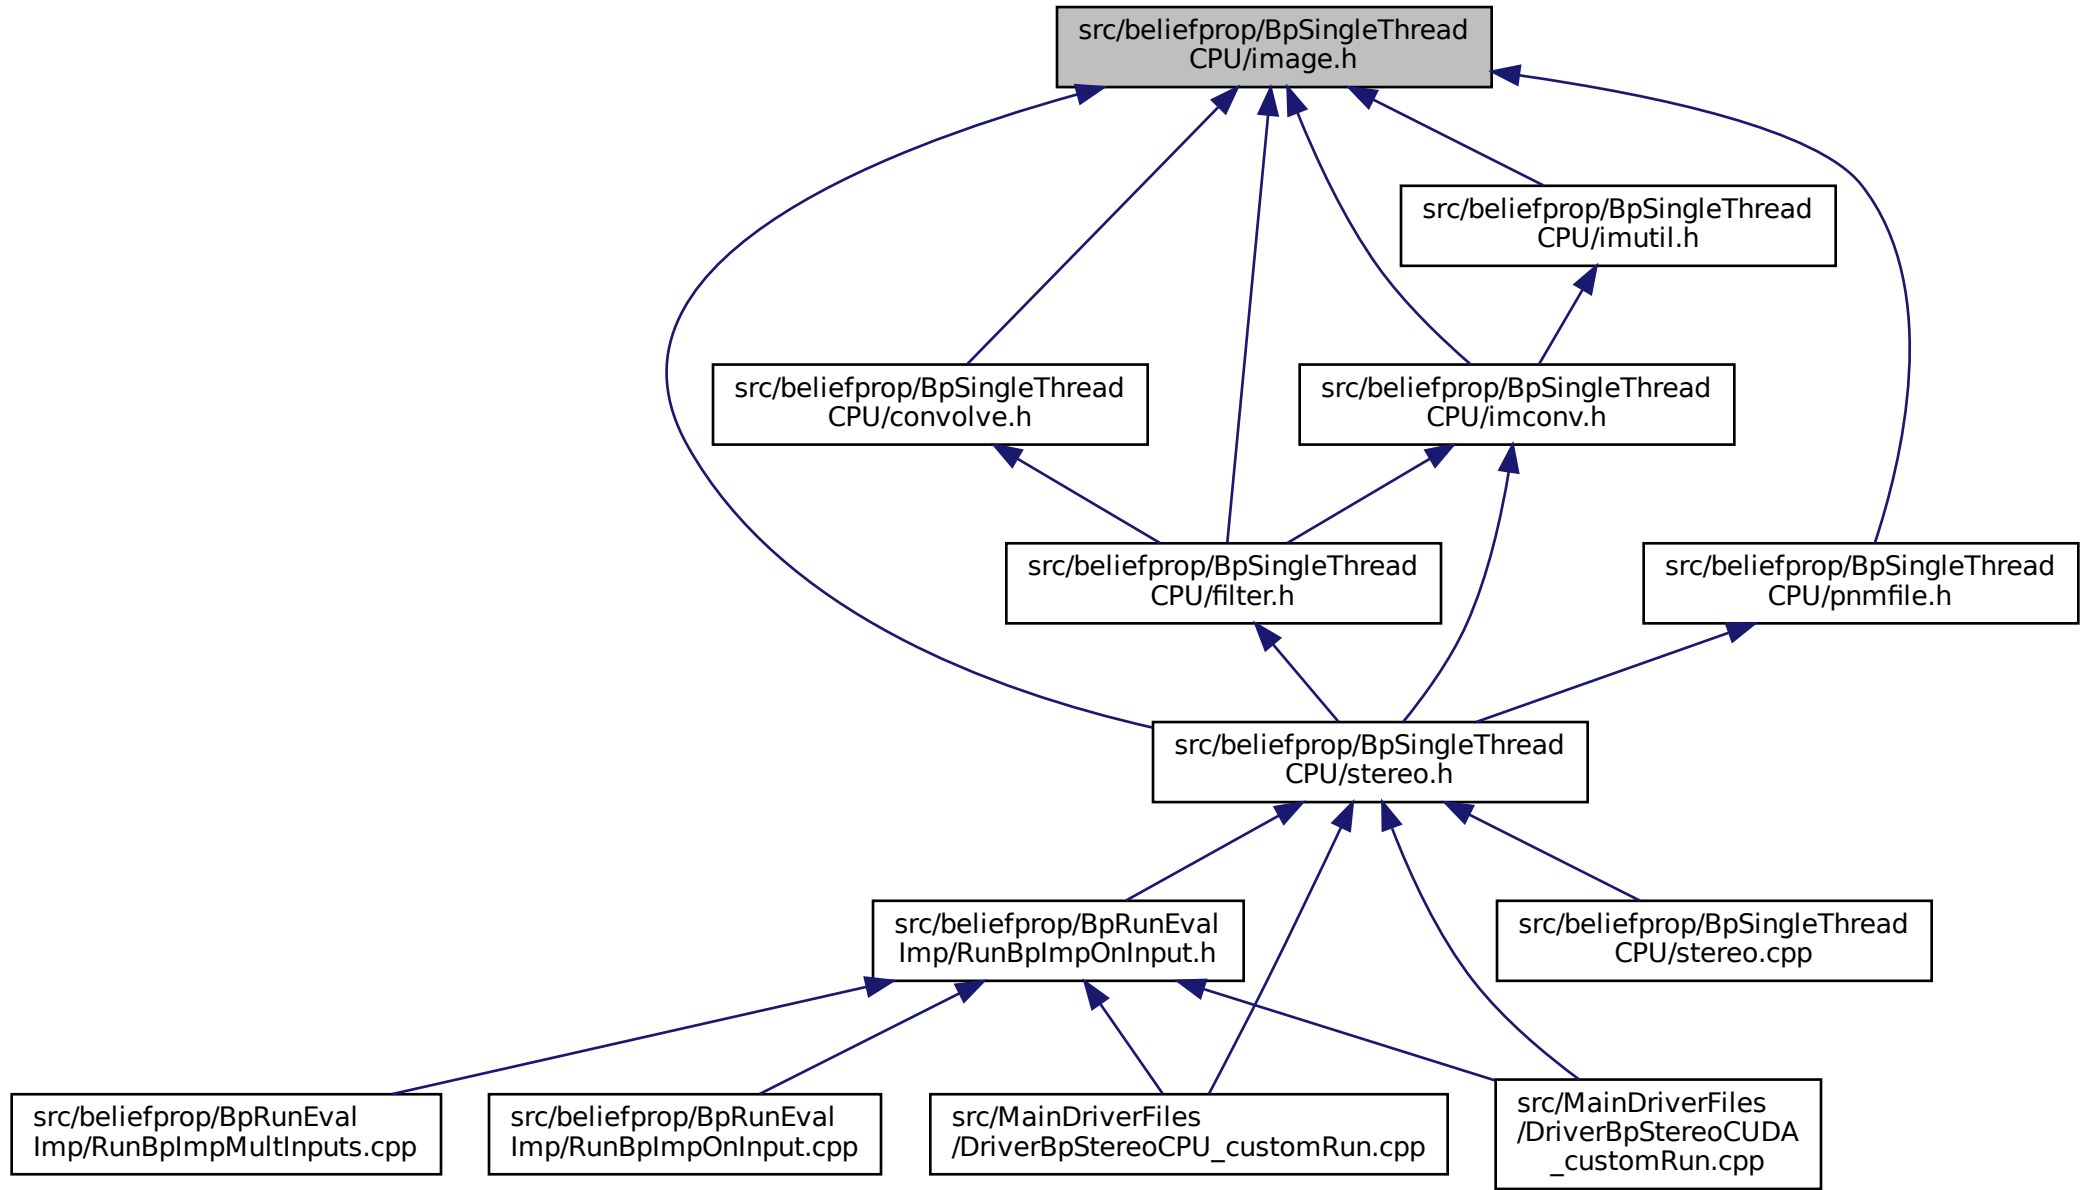 src/beliefprop/BpSingleThread
CPU/image.h
src/beliefprop/BpSingleThread
CPU/imutil.h
src/beliefprop/BpSingleThread
CPU/convolve.h
src/beliefprop/BpSingleThread
CPU/imconv.h
src/beliefprop/BpSingleThread
CPU/filter.h
src/beliefprop/BpSingleThread
CPU/pnmfile.h
src/beliefprop/BpSingleThread
CPU/stereo.h
src/beliefprop/BpRunEval
Imp/RunBpImpOnInput.h
src/beliefprop/BpSingleThread
CPU/stereo.cpp
src/beliefprop/BpRunEval
Imp/RunBpImpMultInputs.cpp
src/beliefprop/BpRunEval
Imp/RunBpImpOnInput.cpp
src/MainDriverFiles
/DriverBpStereoCPU_customRun.cpp
src/MainDriverFiles
/DriverBpStereoCUDA
_customRun.cpp